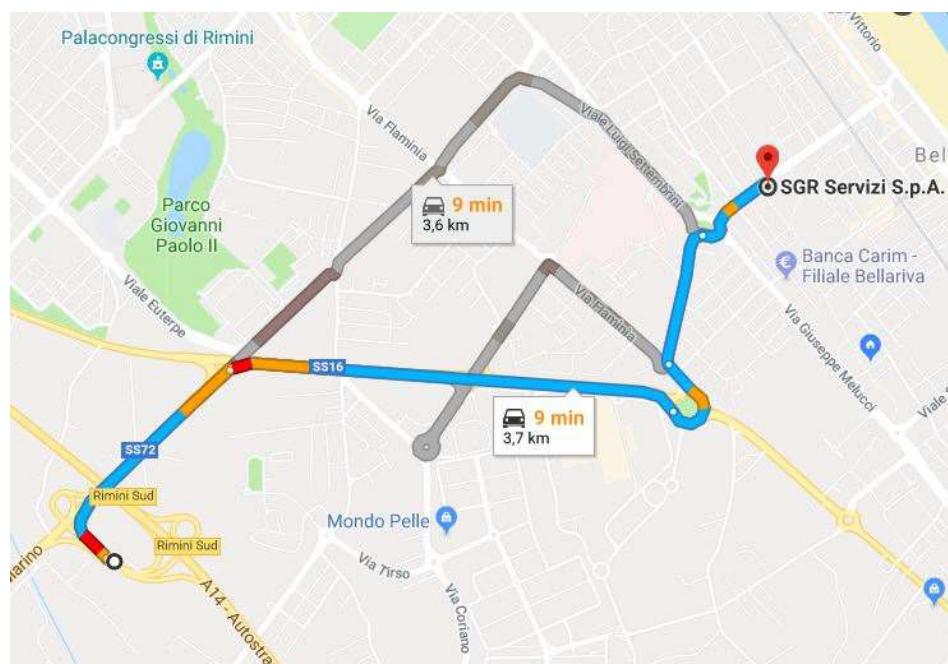 Vittorio
Palacongressi di Rimini
Via Flaminia
Viale Luigi Settembrini
Bel
SGR Servizi S.p.A.
9 min
3,6 km
Parco
Giovanni
Paolo II
Banca Carim -
Filiale Bellariva
Viale Euterpe
Via Flaminia
Via Giuseppe Melucci
SS16
9 min
3,7 km
Viale
SS72
Rimini Sud
Mondo Pelle
Rimini Sud
Via Tirso
Via Coriano
A14 - Autostra
arino